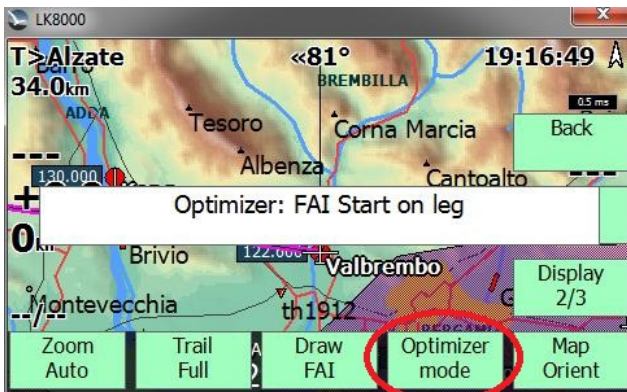 LK8000
T>Alzate
«81°
19:16:49
34.0km
BREMBILLA
0.5 ms
ADDA
Tesoro
Corna Marcia
Back
Albenza
Cantoalto
---
130.000
Optimizer: FAI Start on leg
Brivio
122.600
Valbrembo
Display
2/3
Montevecchia
th1912
BERGAMO
--/--
Zoom
Auto
Trail
Full
Draw
FAI
Optimizer
mode
Map
Orient